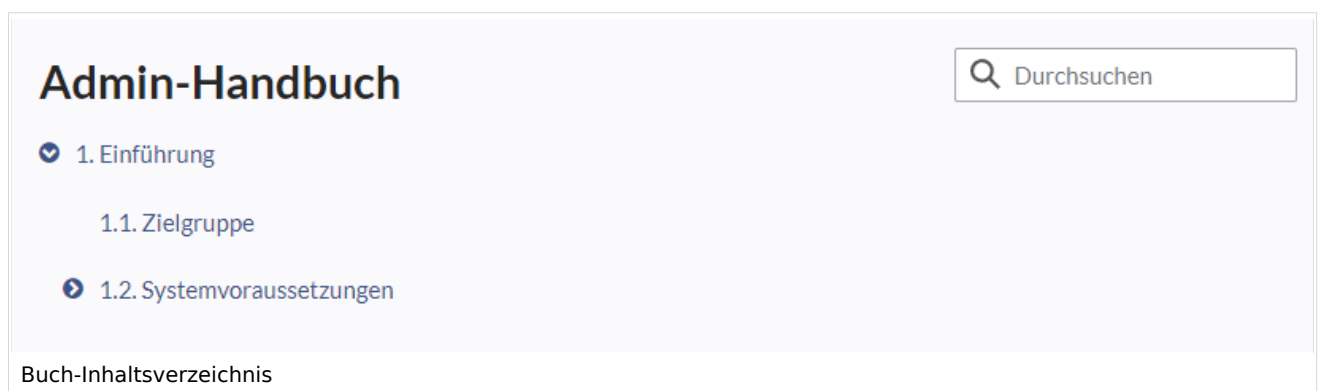 Admin-Handbuch
Durchsuchen
1. Einführung
1.1. Zielgruppe
1.2. Systemvoraussetzungen
Buch-Inhaltsverzeichnis